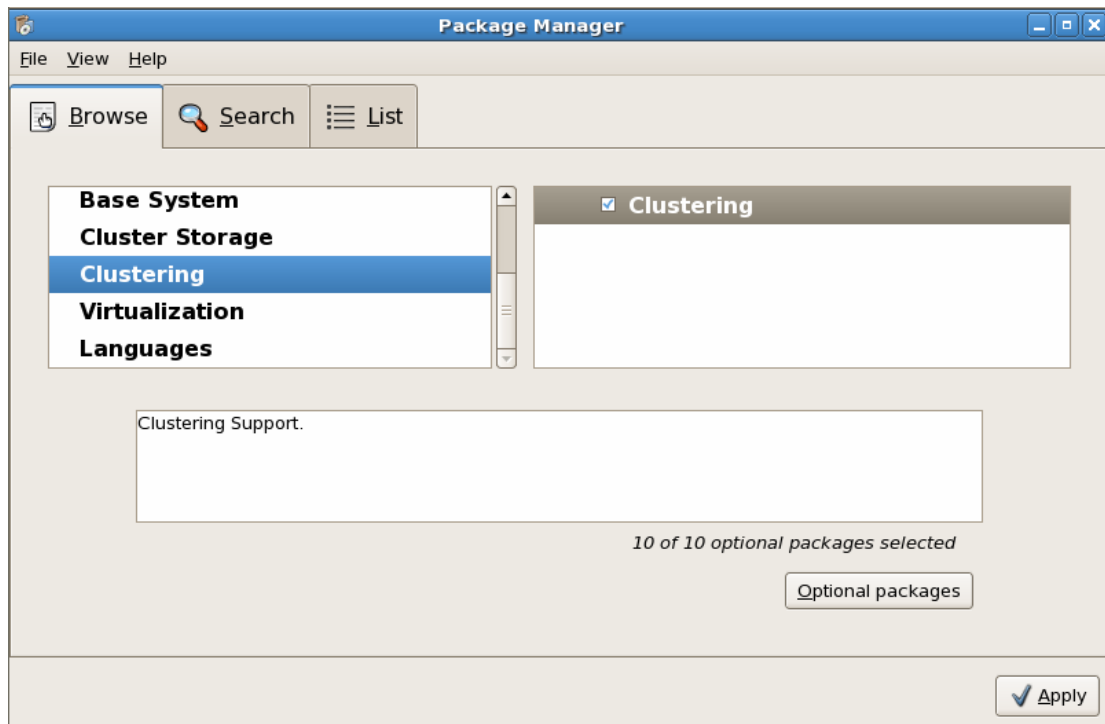 Package Manager
File View Help
Browse Search List
Base System
Cluster Storage
Clustering
Virtualization
Languages
Clustering
Clustering Support.
10 of 10 optional packages selected
Optional packages
Apply